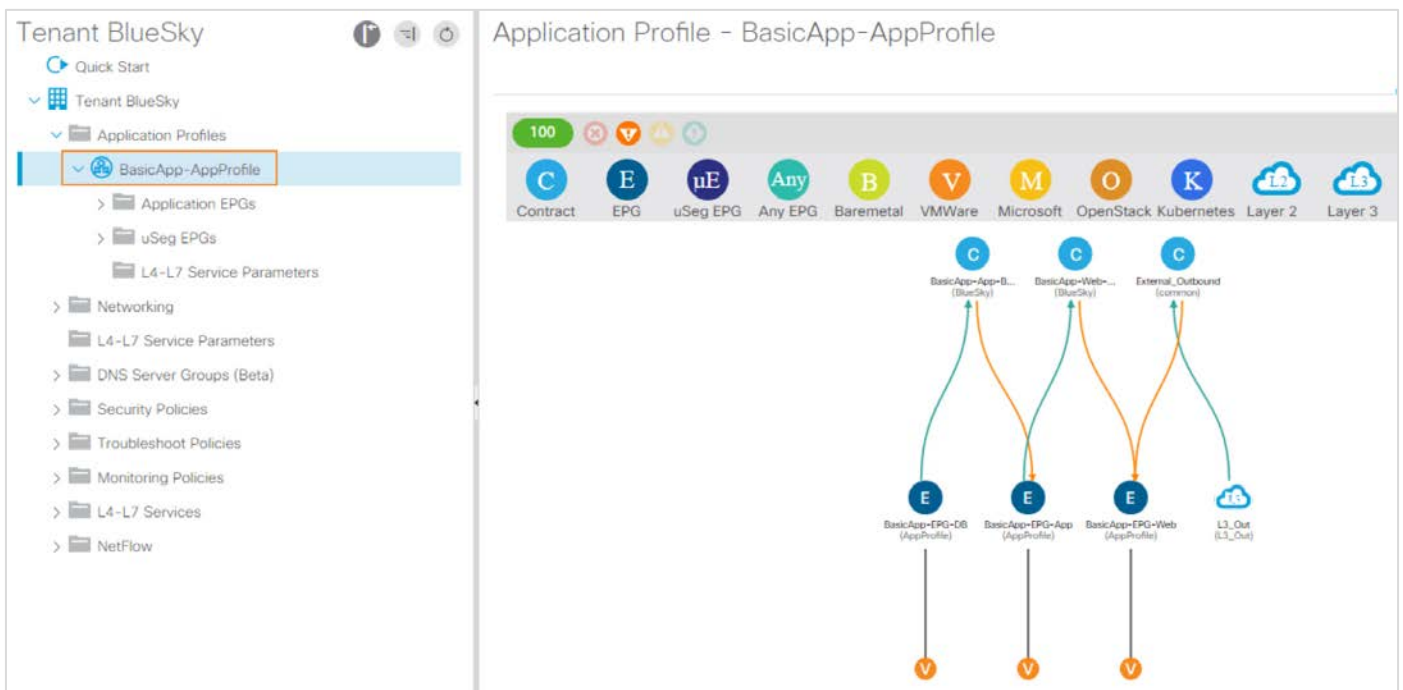 Tenant BlueSky
Quick Start
Tenant BlueSky
Application Profiles
BasicApp-AppProfile
Application EPGs
uSeg EPGs
L4-L7 Service Parameters
Networking
L4-L7 Service Parameters
DNS Server Groups (Beta)
Security Policies
Troubleshoot Policies
Monitoring Policies
L4-L7 Services
NetFlow
Application Profile - BasicApp-AppProfile
100
C E µE Any B V M O K L2 L3
Contract EPG uSeg EPG Any EPG Baremetal VMWare Microsoft OpenStack Kubernetes Layer 2 Layer 3
C C C
BasicApp-App-B... BasicApp-Web-... External_Outbound
(BlueSky) (BlueSky) (common)
E E E L3
BasicApp-EPG-DB BasicApp-EPG-App BasicApp-EPG-Web L3_Out
(AppProfile) (AppProfile) (AppProfile) (L3_Out)
V V V